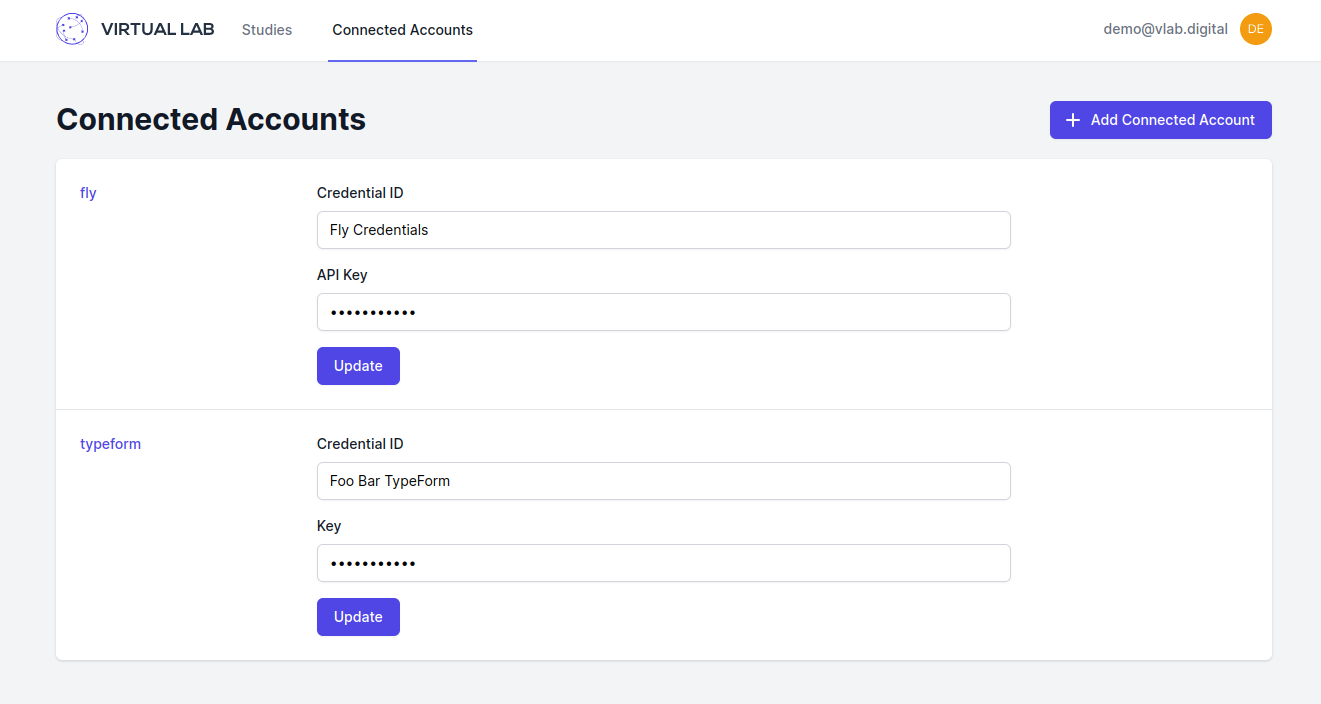 VIRTUAL LAB Studies Connected Accounts demo@vlab.digital DE
Connected Accounts
+ Add Connected Account
fly
Credential ID
Fly Credentials
API Key
•••••••••••
Update
typeform
Credential ID
Foo Bar TypeForm
Key
•••••••••••
Update